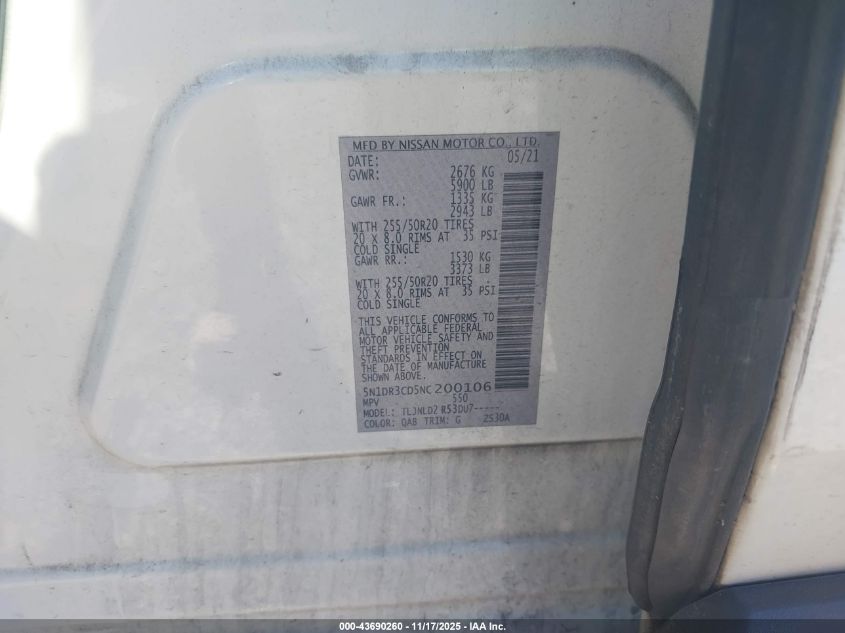 MFD BY NISSAN MOTOR CO., LTD.
DATE: 05/21
GVWR: 2676 KG
5900 LB
GAWR FR.: 1335 KG
2943 LB
WITH 255/50R20 TIRES
20 X 8.0 RIMS AT 35 PSI
COLD SINGLE
GAWR RR.: 1530 KG
3373 LB
WITH 255/50R20 TIRES
20 X 8.0 RIMS AT 35 PSI
COLD SINGLE
THIS VEHICLE CONFORMS TO
ALL APPLICABLE FEDERAL
MOTOR VEHICLE SAFETY AND
THEFT PREVENTION
STANDARDS IN EFFECT ON
THE DATE OF MANUFACTURE
SHOWN ABOVE.
5N1DR3CD5NC200106
MPV 550
MODEL: TLJNLD2 R53DU7-----
COLOR: QAB TRIM: G 2S30A
000-43690260 - 11/17/2025 - IAA Inc.